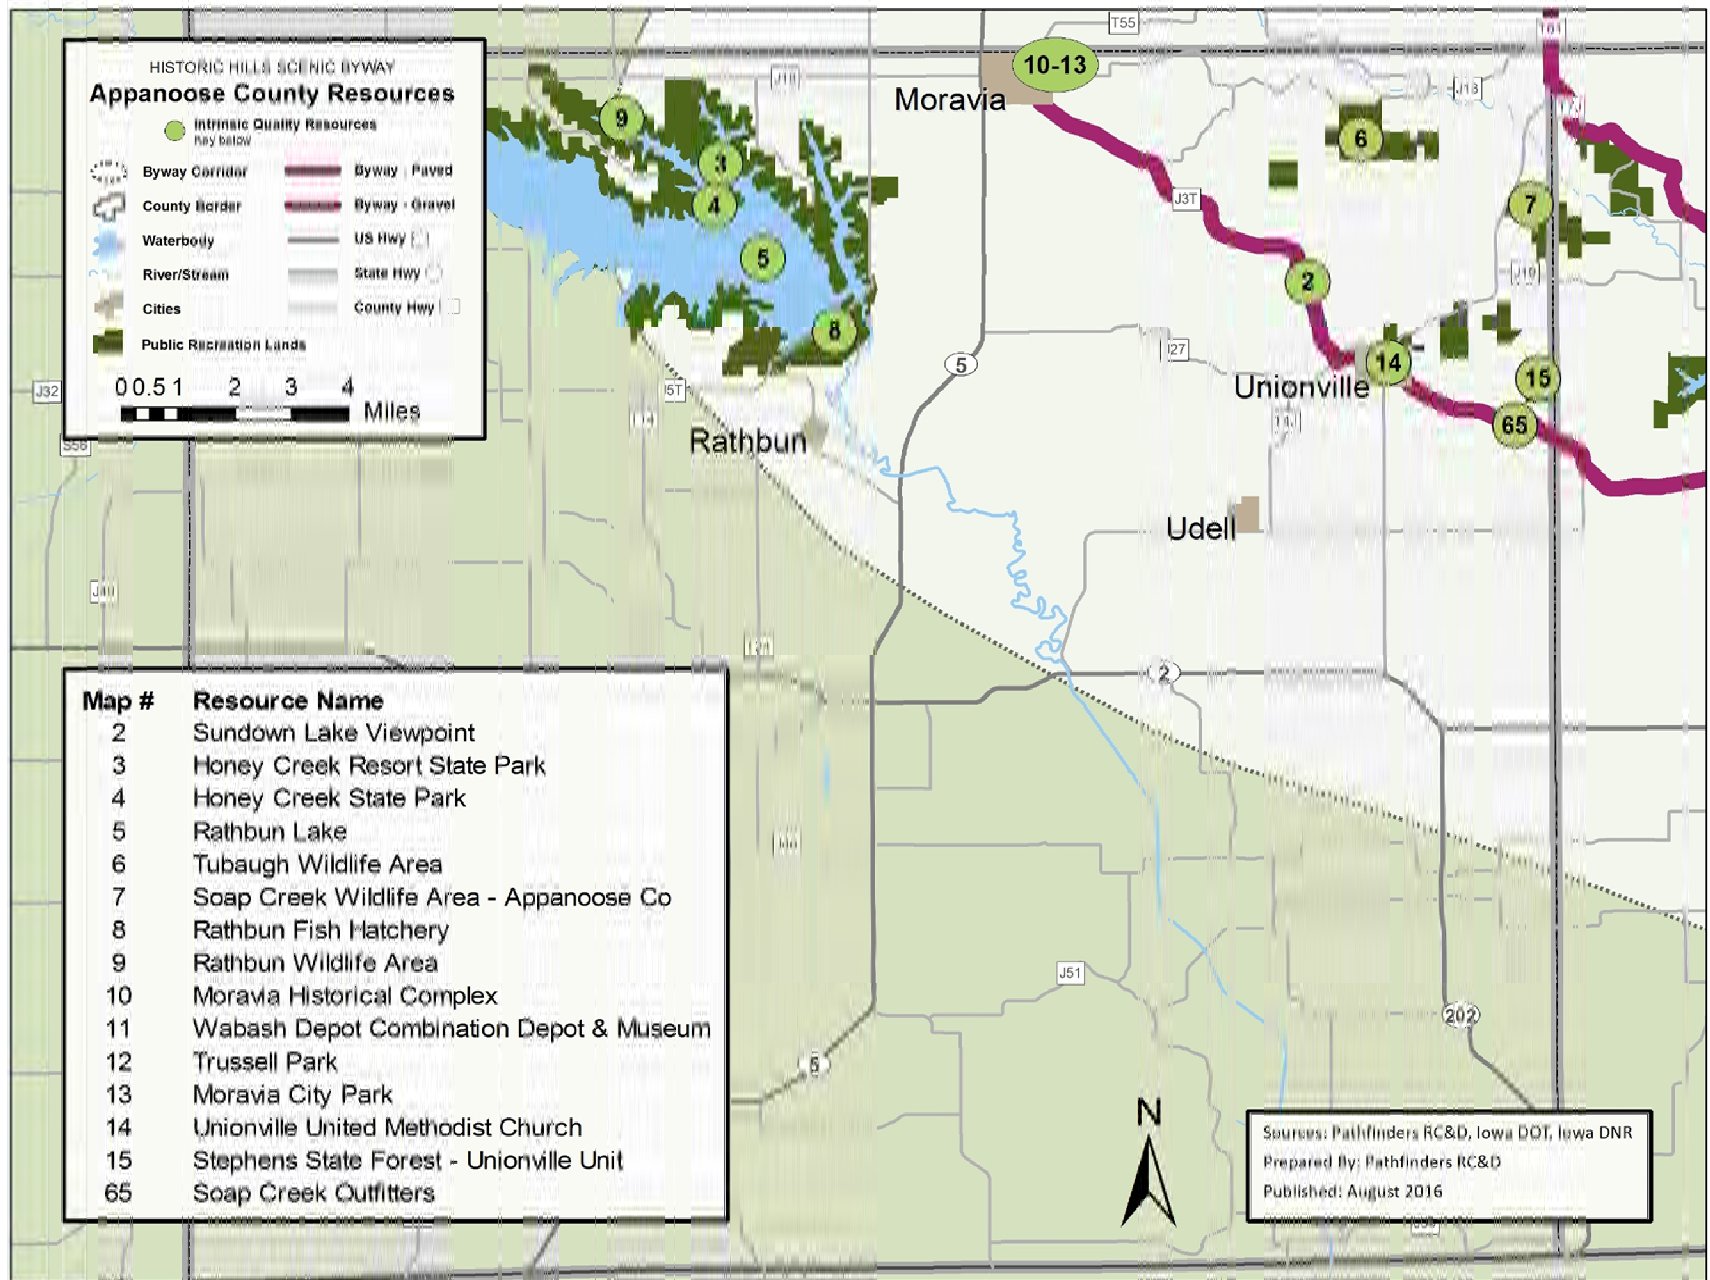 HISTORIC HILLS SCENIC BYWAY
Appanoose County Resources
Intrinsic Quality Resources
Key below
Byway Corridor
Byway - Paved
County Border
Byway - Gravel
Waterbody
US Hwy
River/Stream
State Hwy
Cities
County Hwy
Public Recreation Lands
0 0.5 1 2 3 4
Miles
T55
10-13
Moravia
J18
J18
9
3
4
5
8
6
7
J3T
2
J19
5
J27
14
Unionville
15
65
J32
S56
J5T
Rathbun
Udell
J40
2
J51
202
5
Map # Resource Name
2 Sundown Lake Viewpoint
3 Honey Creek Resort State Park
4 Honey Creek State Park
5 Rathbun Lake
6 Tubaugh Wildlife Area
7 Soap Creek Wildlife Area - Appanoose Co
8 Rathbun Fish Hatchery
9 Rathbun Wildlife Area
10 Moravia Historical Complex
11 Wabash Depot Combination Depot & Museum
12 Trussell Park
13 Moravia City Park
14 Unionville United Methodist Church
15 Stephens State Forest - Unionville Unit
65 Soap Creek Outfitters
N
Sources: Pathfinders RC&D, Iowa DOT, Iowa DNR
Prepared By: Pathfinders RC&D
Published: August 2016